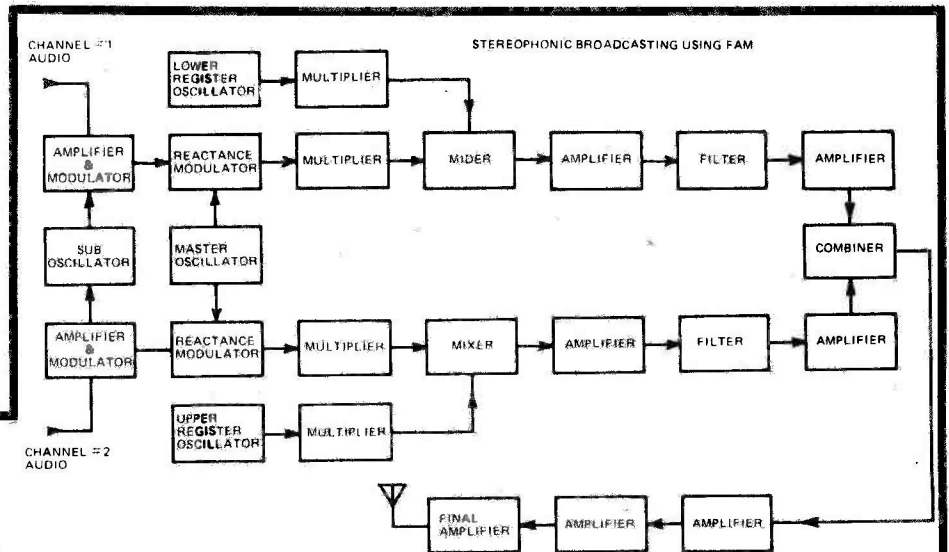 CHANNEL #1
AUDIO
STEREOPHONIC BROADCASTING USING FAM
LOWER
REGISTER
OSCILLATOR
MULTIPLIER
AMPLIFIER
&
MODULATOR
REACTANCE
MODULATOR
MULTIPLIER
MIDER
AMPLIFIER
FILTER
AMPLIFIER
SUB
OSCILLATOR
MASTER
OSCILLATOR
COMBINER
AMPLIFIER
&
MODULATOR
REACTANCE
MODULATOR
MULTIPLIER
MIXER
AMPLIFIER
FILTER
AMPLIFIER
UPPER
REGISTER
OSCILLATOR
MULTIPLIER
CHANNEL #2
AUDIO
FINAL
AMPLIFIER
AMPLIFIER
AMPLIFIER